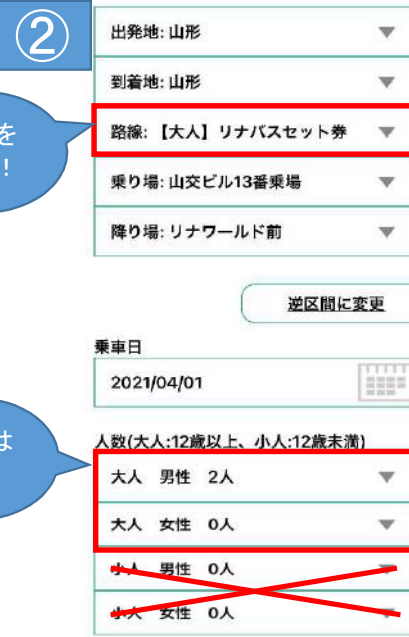 ②
出発地: 山形
到着地: 山形
を
！
路線: 【大人】リナバスセット券
乗り場: 山交ビル13番乗場
降り場: リナワールド前
逆区間に変更
乗車日
2021/04/01
は
人数(大人:12歳以上、小人:12歳未満)
大人 男性 2人
大人 女性 0人
小人 男性 0人
小人 女性 0人